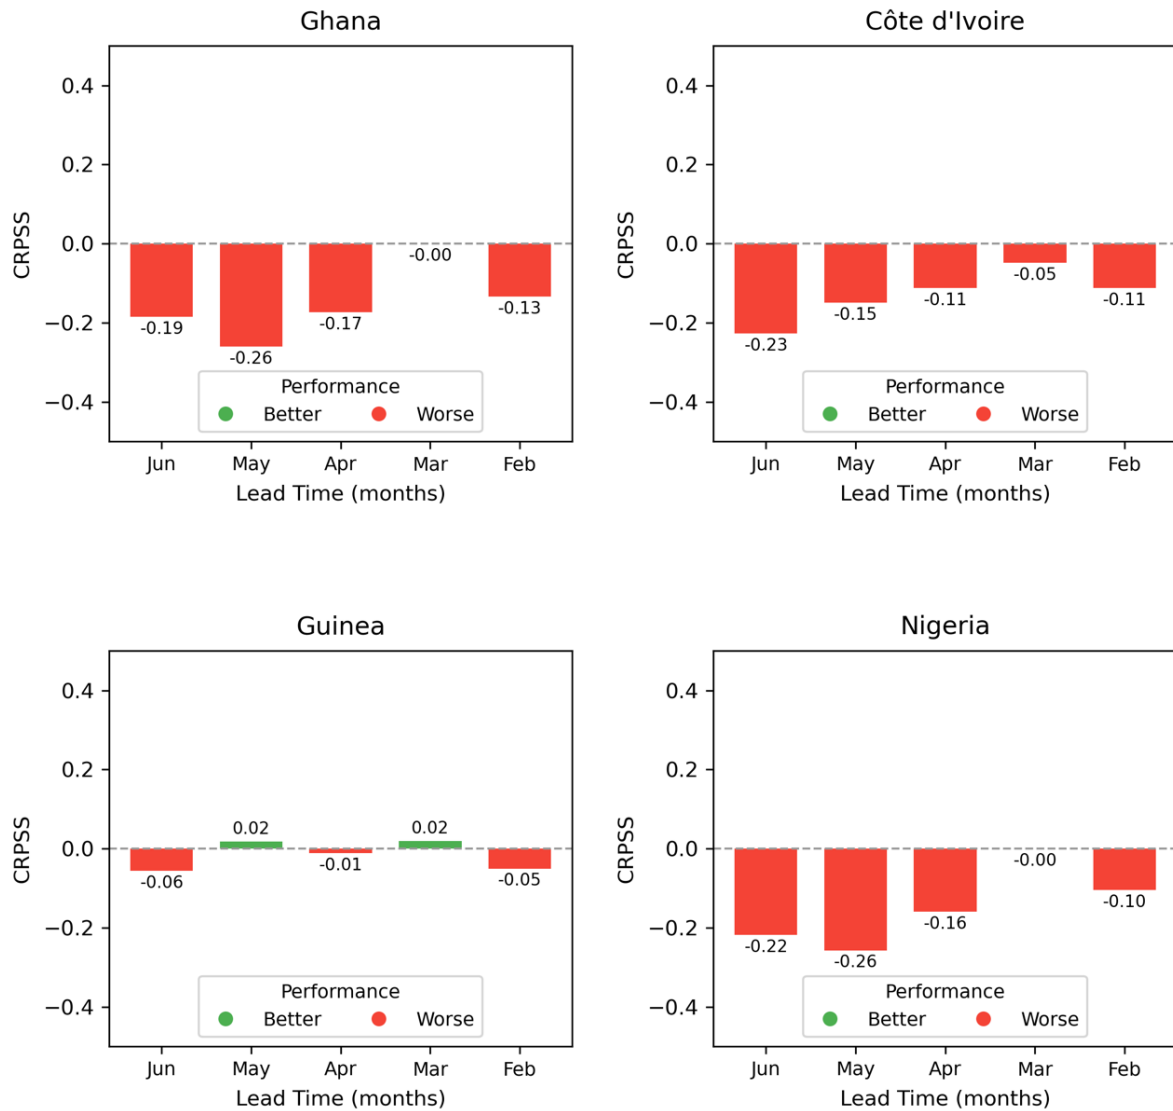 Ghana
0.4
0.2
0.0
−0.2
−0.4
CRPSS
-0.19
-0.26
-0.17
-0.00
-0.13
Performance
Better Worse
Jun May Apr Mar Feb
Lead Time (months)
Côte d'Ivoire
0.4
0.2
0.0
−0.2
−0.4
CRPSS
-0.23
-0.15
-0.11
-0.05
-0.11
Performance
Better Worse
Jun May Apr Mar Feb
Lead Time (months)
Guinea
0.4
0.2
0.0
−0.2
−0.4
CRPSS
-0.06
0.02
-0.01
0.02
-0.05
Performance
Better Worse
Jun May Apr Mar Feb
Lead Time (months)
Nigeria
0.4
0.2
0.0
−0.2
−0.4
CRPSS
-0.22
-0.26
-0.16
-0.00
-0.10
Performance
Better Worse
Jun May Apr Mar Feb
Lead Time (months)